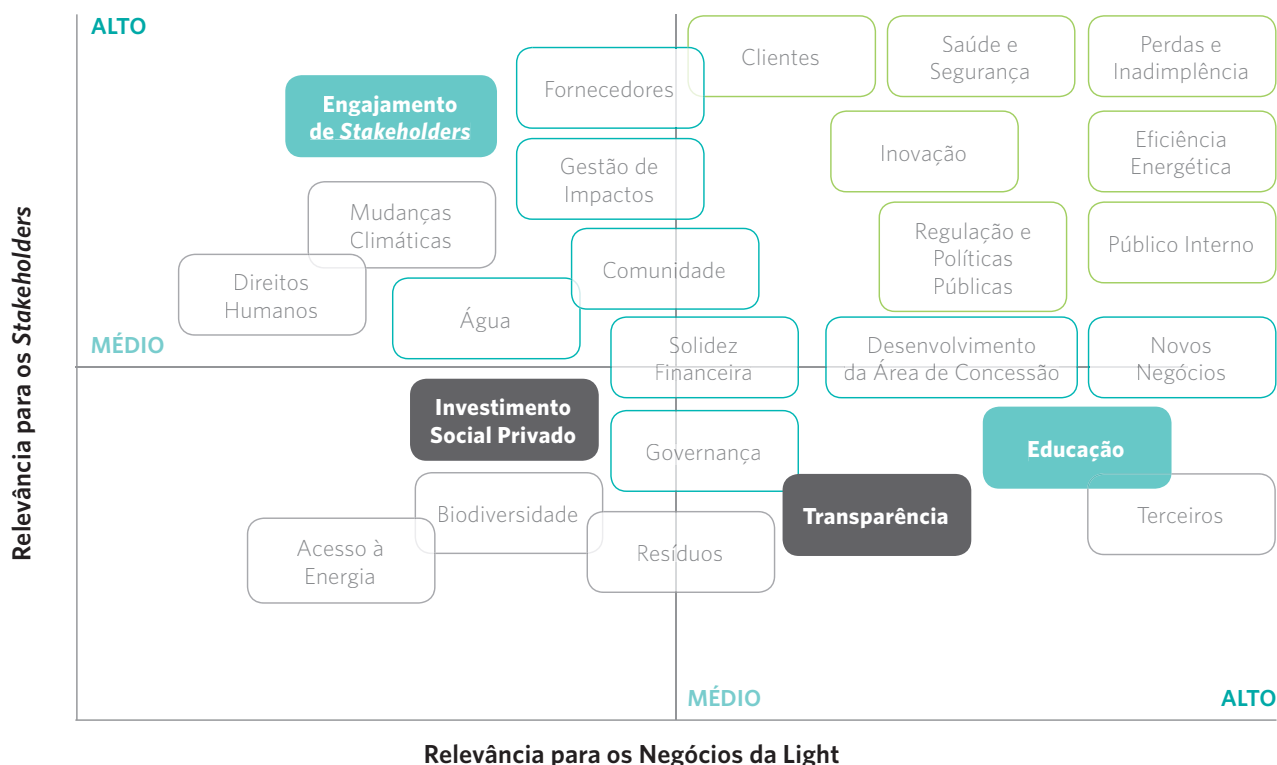 ALTO
Clientes
Saúde e
Segurança
Perdas e
Inadimplência
Fornecedores
Engajamento
de Stakeholders
Inovação
Eficiência
Energética
Gestão de
Impactos
Mudanças
Climáticas
Regulação e
Políticas
Públicas
Público Interno
Comunidade
Direitos
Humanos
Água
MÉDIO
Solidez
Financeira
Desenvolvimento
da Área de Concessão
Novos
Negócios
Investimento
Social Privado
Governança
Educação
Biodiversidade
Transparência
Terceiros
Acesso à
Energia
Resíduos
MÉDIO
ALTO
Relevância para os Stakeholders
Relevância para os Negócios da Light